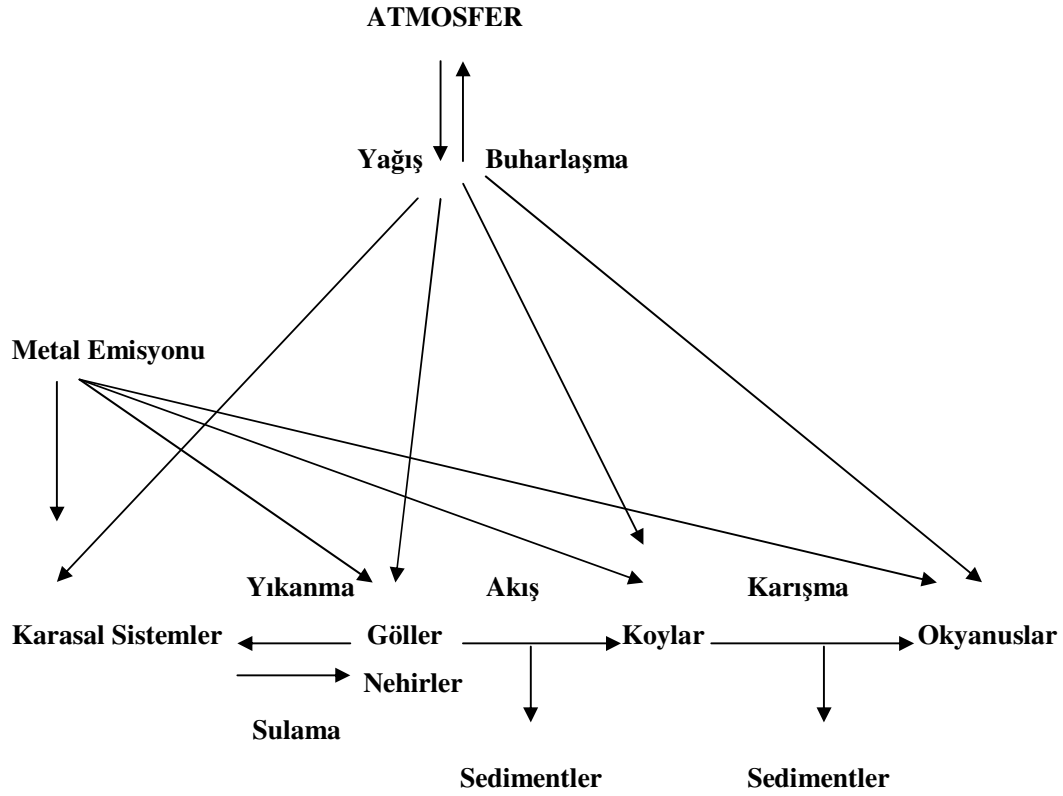 ATMOSFER
Yağış Buharlaşma
Metal Emisyonu
Yıkanma Akış Karışma
Karasal Sistemler Göller Koylar Okyanuslar
Nehirler
Sulama
Sedimentler Sedimentler